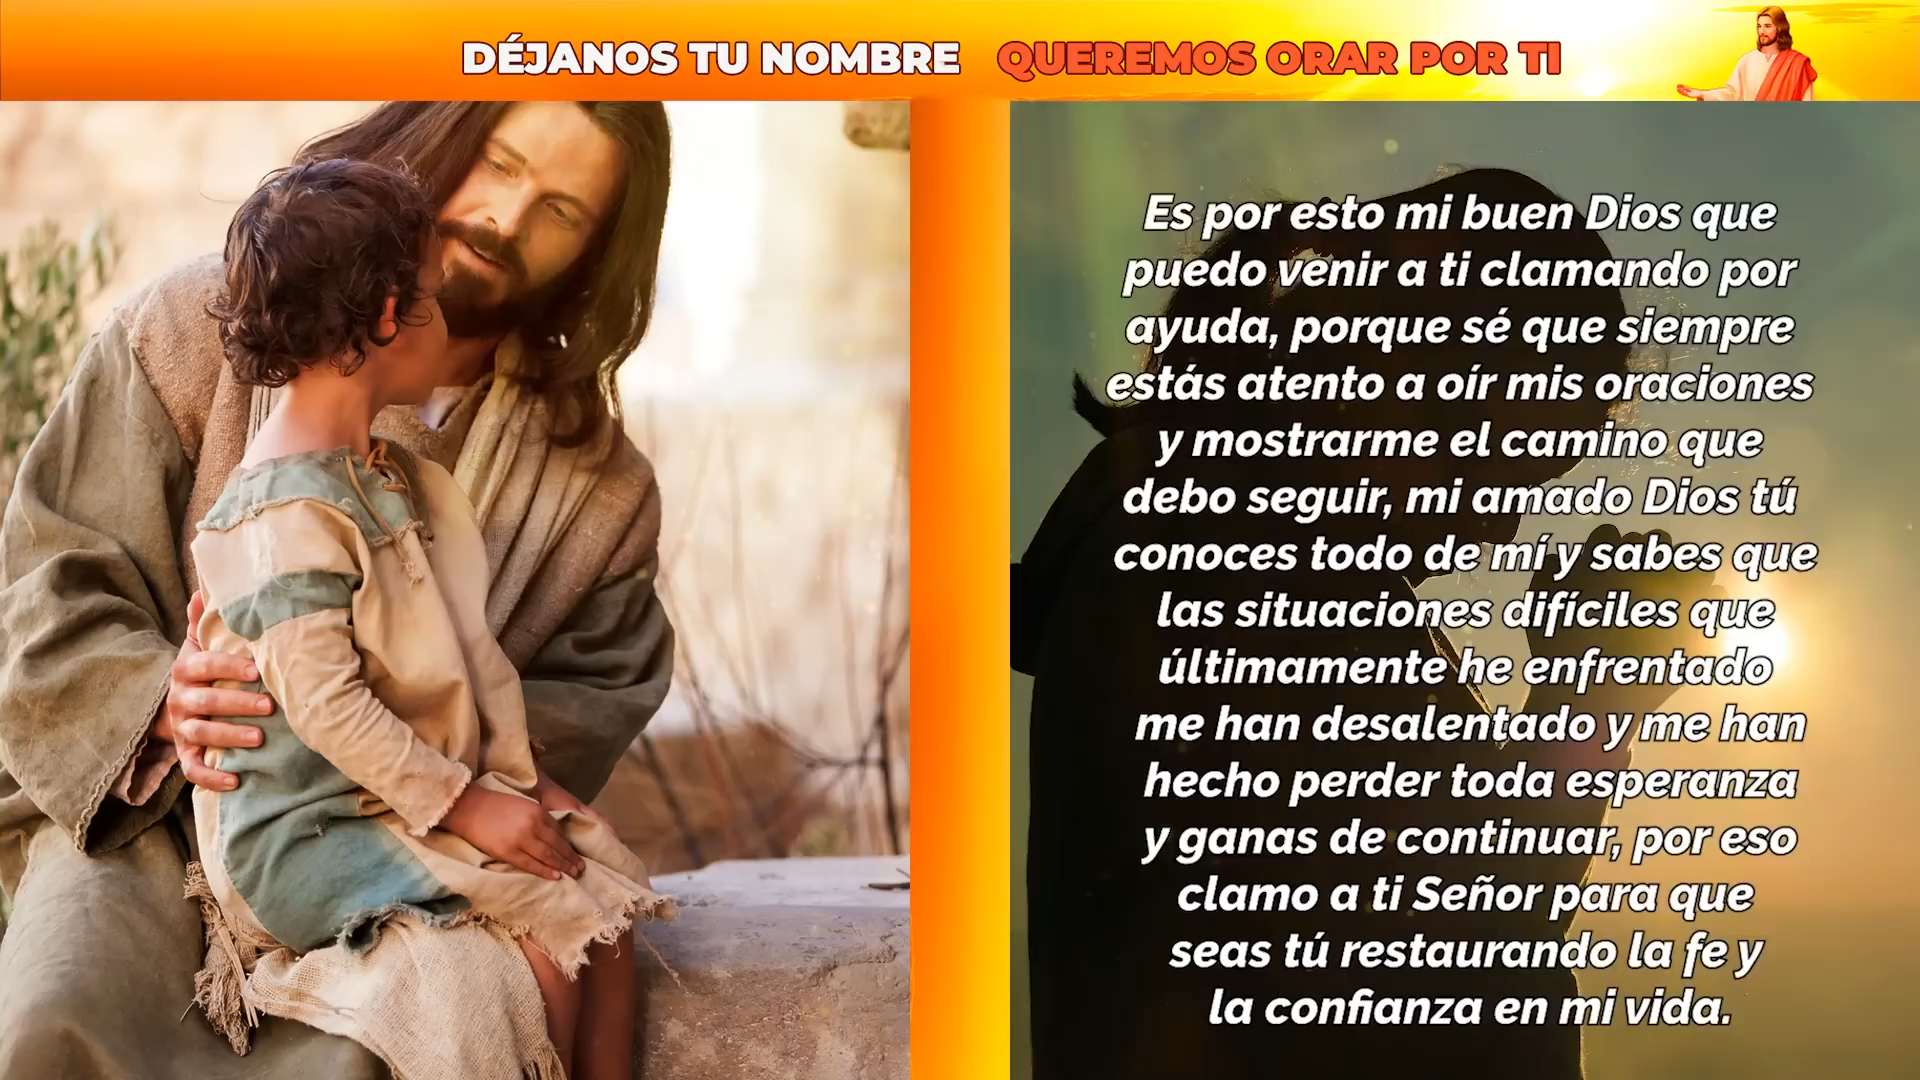 DÉJANOS TU NOMBRE QUEREMOS ORAR POR TI
Es por esto mi buen Dios que
puedo venir a ti clamando por
ayuda, porque sé que siempre
estás atento a oír mis oraciones
y mostrarme el camino que
debo seguir, mi amado Dios tú
conoces todo de mí y sabes que
las situaciones difíciles que
últimamente he enfrentado
me han desalentado y me han
hecho perder toda esperanza
y ganas de continuar, por eso
clamo a ti Señor para que
seas tú restaurando la fe y
la confianza en mi vida.